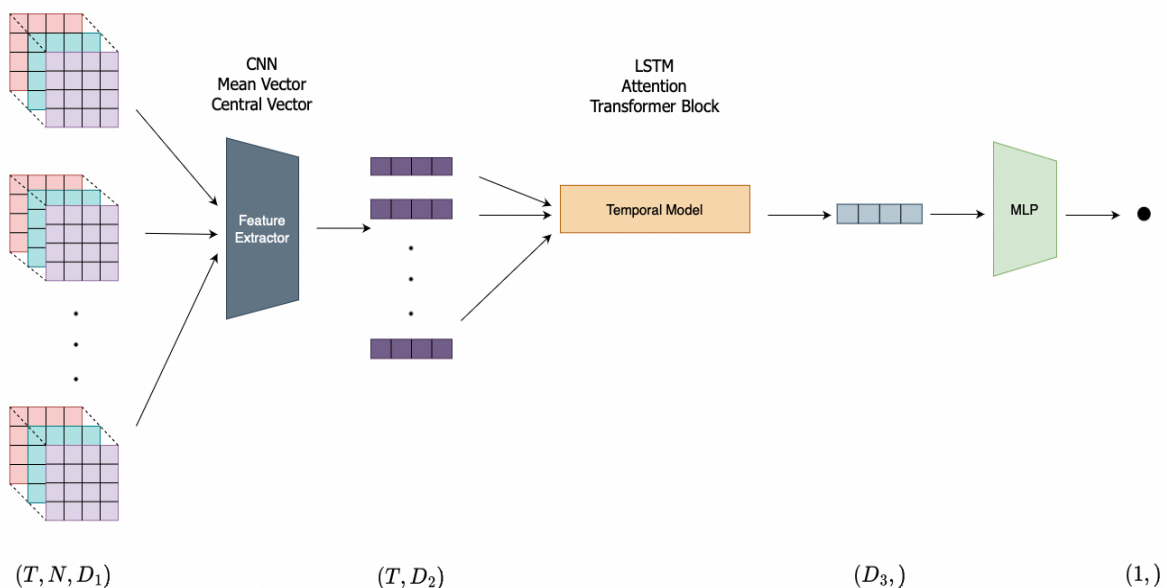 CNN
Mean Vector
Central Vector
LSTM
Attention
Transformer Block
Feature
Extractor
Temporal Model
MLP
(T, N, D₁)
(T, D₂)
(D₃, )
(1, )